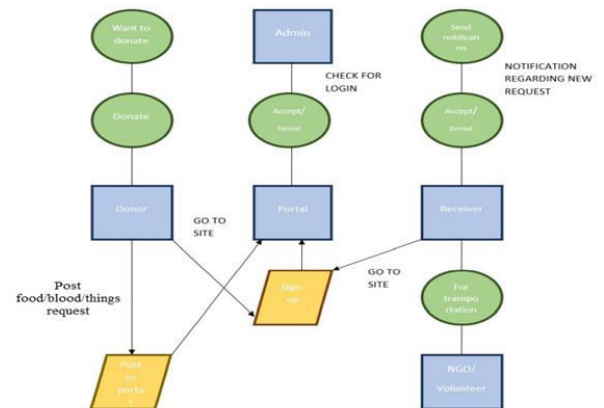 Want to
donate
Admin
Send
notificati
on
CHECK FOR
LOGIN
NOTIFICATION
REGARDING NEW
REQUEST
Donate
Accept/
Denial
Accept/
Denial
Donor
Portal
Receiver
GO TO
SITE
GO TO
SITE
Sign
up
Post
food/blood/things
request
For
transpo
rtation
Post
to
porta
l
NGO/
Volunteer